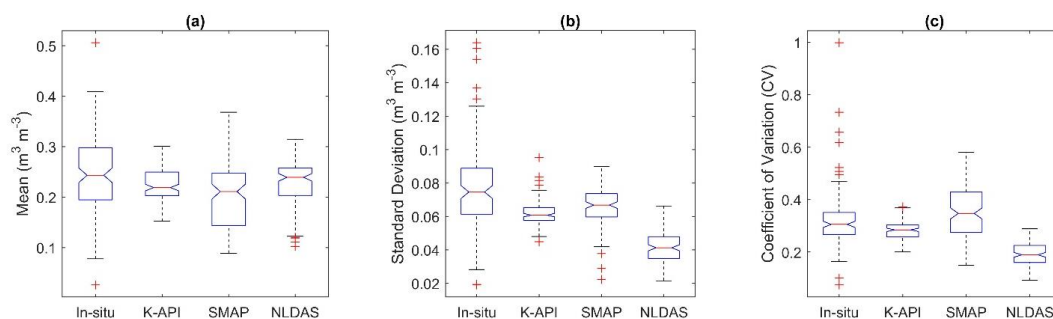 (a)
Mean (m³ m⁻³)
0.5
0.4
0.3
0.2
0.1
In-situ K-API SMAP NLDAS
(b)
Standard Deviation (m³ m⁻³)
0.16
0.14
0.12
0.1
0.08
0.06
0.04
0.02
In-situ K-API SMAP NLDAS
(c)
Coefficient of Variation (CV)
1
0.8
0.6
0.4
0.2
In-situ K-API SMAP NLDAS